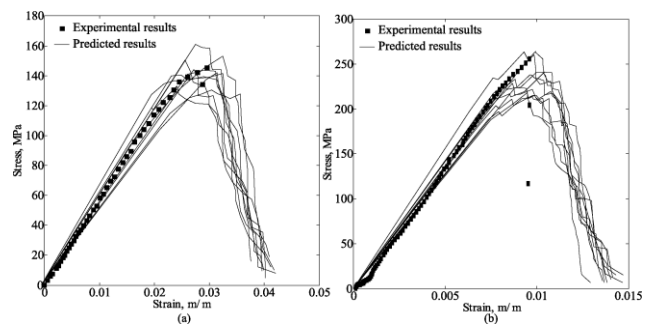 180
160
140
120
100
80
60
40
20
0
Stress, MPa
Experimental results
Predicted results
0 0.01 0.02 0.03 0.04 0.05
Strain, m/ m
(a)
300
250
200
150
100
50
0
Stress, MPa
Experimental results
Predicted results
0.005 0.01 0.015
Strain, m/ m
(b)